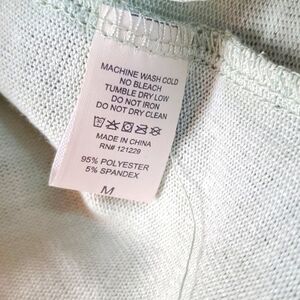 MACHINE WASH COLD
NO BLEACH
TUMBLE DRY LOW
DO NOT IRON
DO NOT DRY CLEAN
MADE IN CHINA
RN# 121229
95% POLYESTER
5% SPANDEX
M